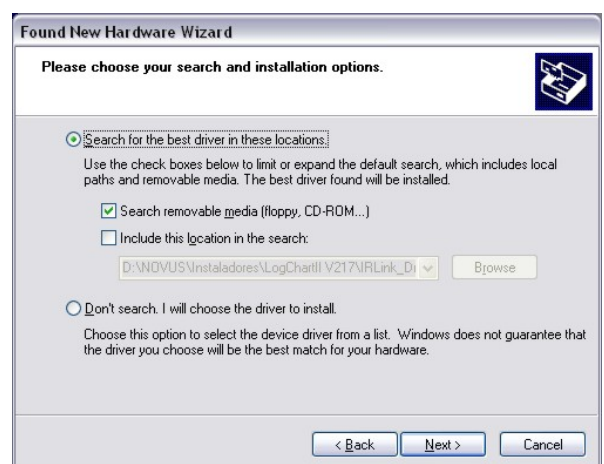 Found New Hardware Wizard
Please choose your search and installation options.
Search for the best driver in these locations.
Use the check boxes below to limit or expand the default search, which includes local
paths and removable media. The best driver found will be installed.
Search removable media (floppy, CD-ROM...)
Include this location in the search:
D:\NOVUS\Instaladores\LogChartII V217\IRLink_Dr
Browse
Don't search. I will choose the driver to install.
Choose this option to select the device driver from a list. Windows does not guarantee that
the driver you choose will be the best match for your hardware.
< Back Next > Cancel